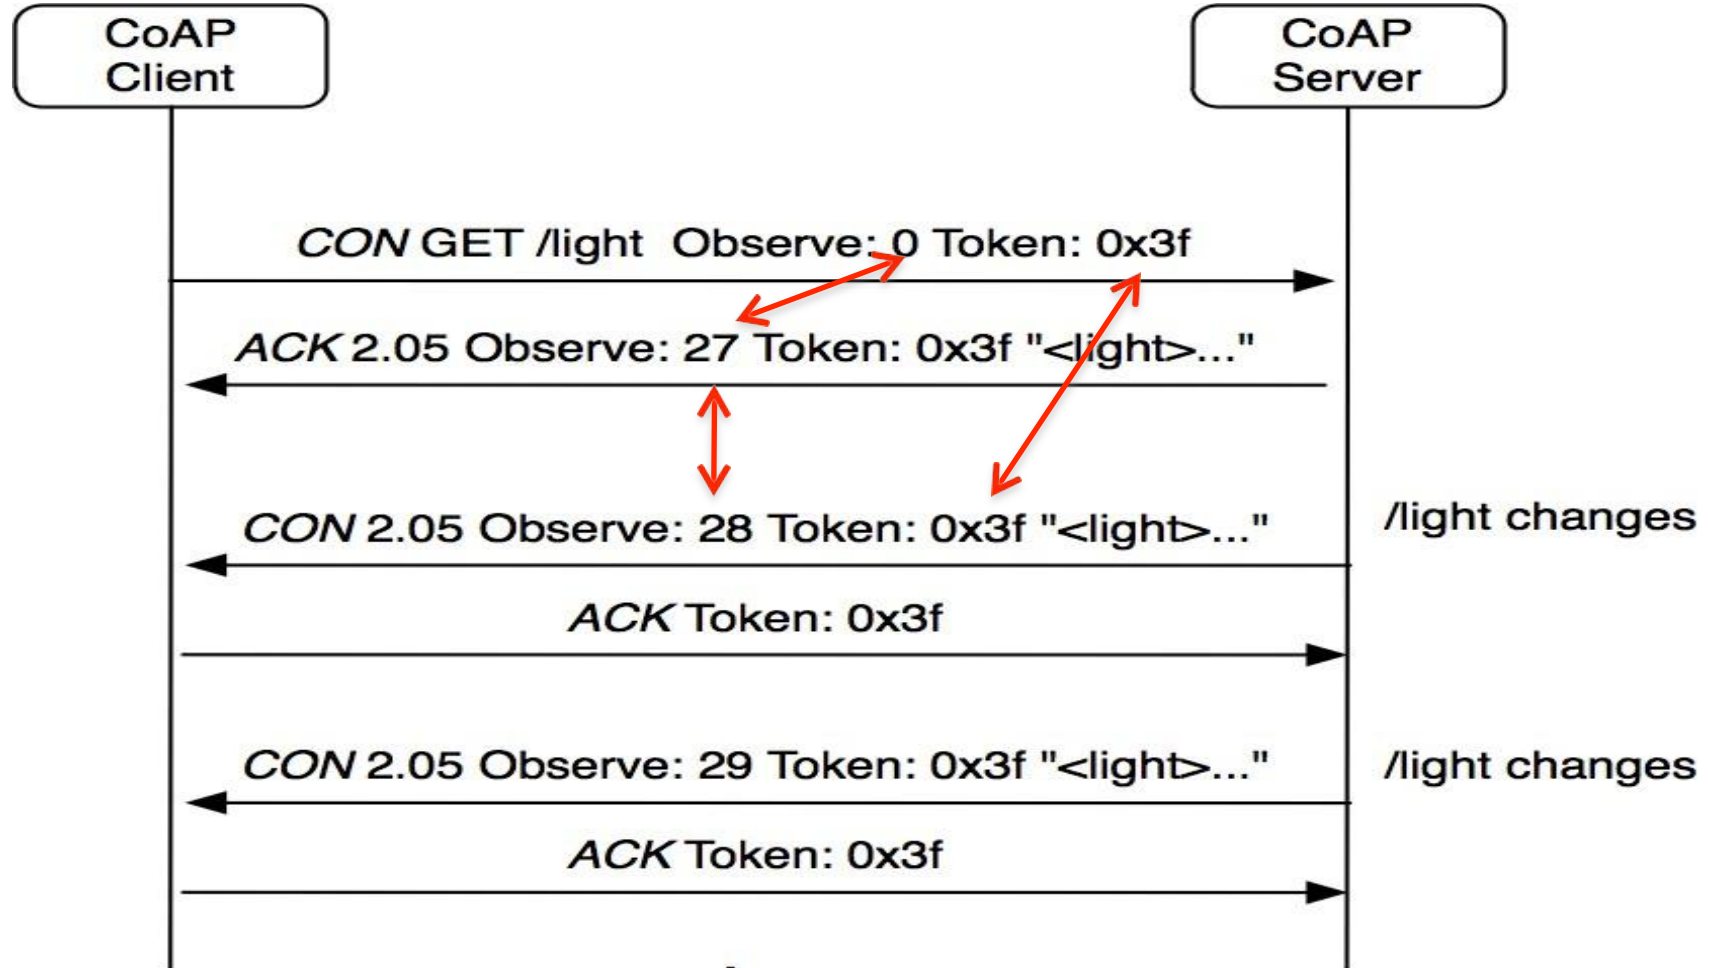 CoAP
Client
CoAP
Server
CON GET /light Observe: 0 Token: 0x3f
ACK 2.05 Observe: 27 Token: 0x3f "<light>..."
CON 2.05 Observe: 28 Token: 0x3f "<light>..."
/light changes
ACK Token: 0x3f
CON 2.05 Observe: 29 Token: 0x3f "<light>..."
/light changes
ACK Token: 0x3f